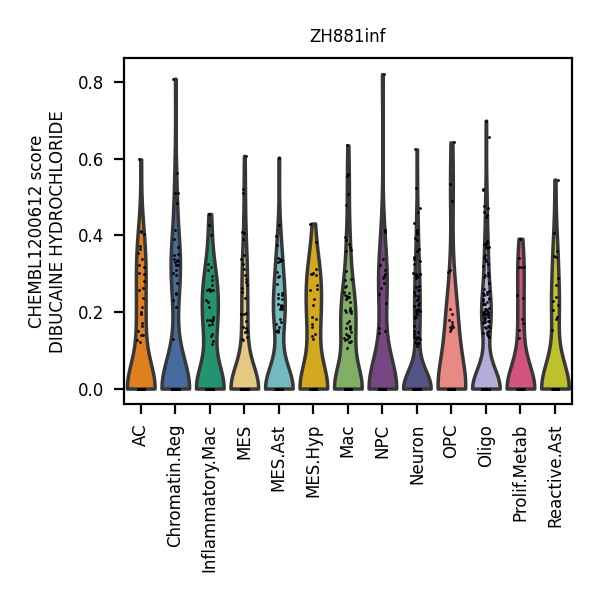 ZH881inf
CHEMBL1200612 score
DIBUCAINE HYDROCHLORIDE
0.8
0.6
0.4
0.2
0.0
AC
Chromatin.Reg
Inflammatory.Mac
MES
MES.Ast
MES.Hyp
Mac
NPC
Neuron
OPC
Oligo
Prolif.Metab
Reactive.Ast